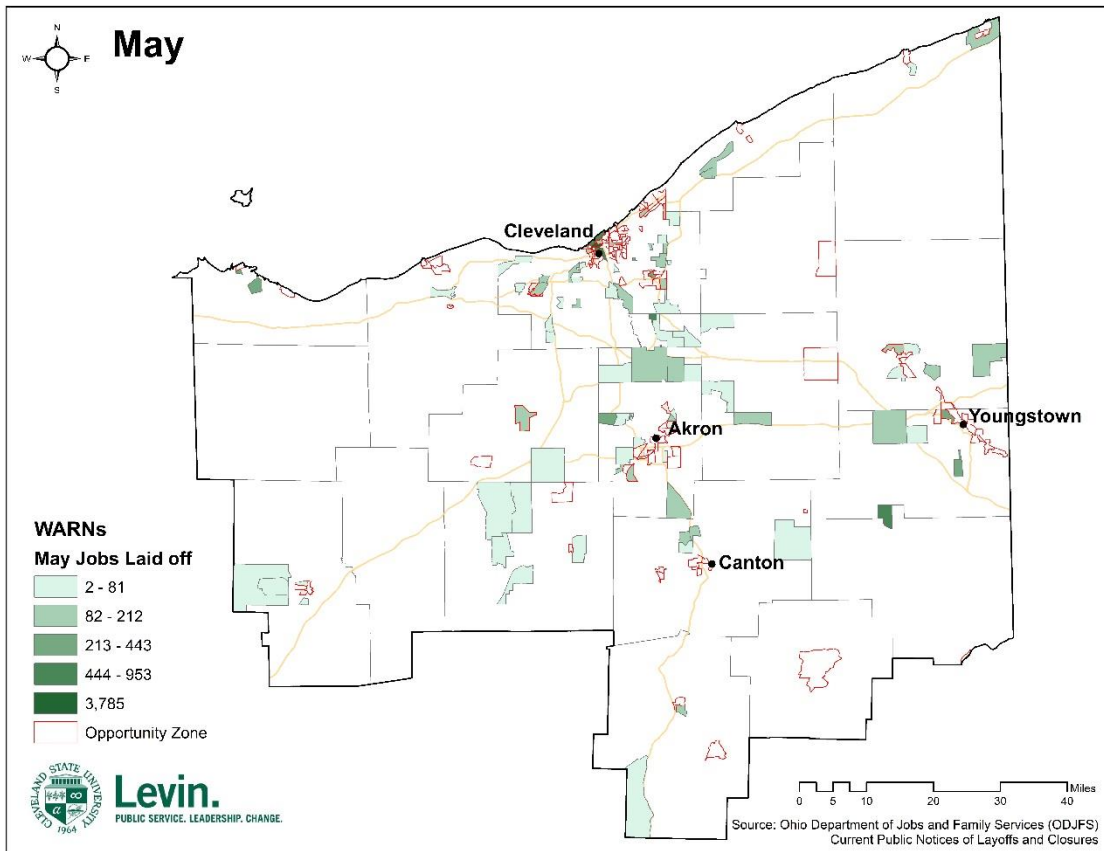 May
N
W E
S
Cleveland
Youngstown
Akron
Canton
WARNs
May Jobs Laid off
2 - 81
82 - 212
213 - 443
444 - 953
3,785
Opportunity Zone
CLEVELAND STATE UNIVERSITY
1964
Levin.
PUBLIC SERVICE. LEADERSHIP. CHANGE.
Miles
0 5 10 20 30 40
Source: Ohio Department of Jobs and Family Services (ODJFS)
Current Public Notices of Layoffs and Closures